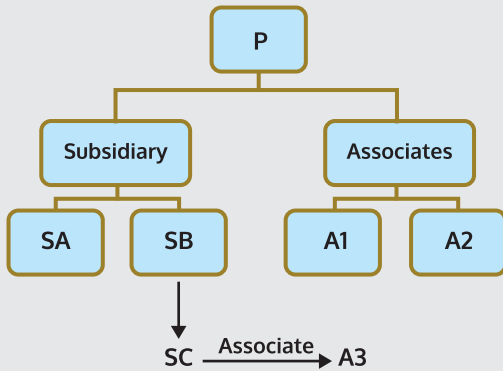 P
Subsidiary
Associates
SA
SB
A1
A2
SC
Associate
A3